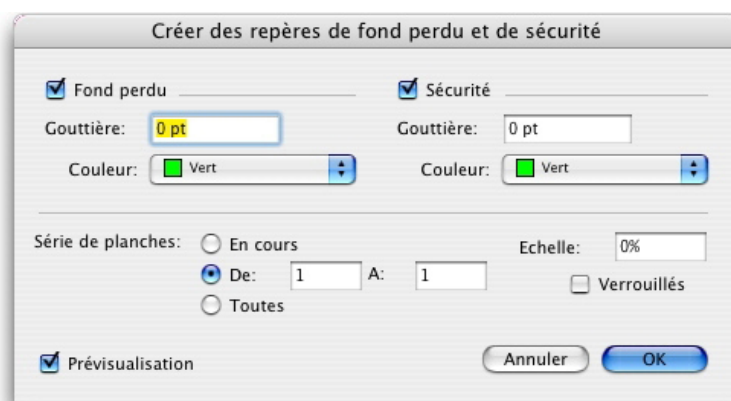 Créer des repères de fond perdu et de sécurité
Fond perdu
Sécurité
Gouttière: 0 pt
Gouttière: 0 pt
Couleur: Vert
Couleur: Vert
Série de planches: En cours
Echelle: 0%
De: 1 A: 1
Verrouillés
Toutes
Prévisualisation
Annuler
OK